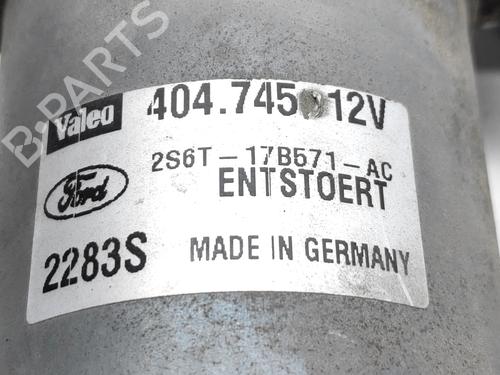 Valeo 404.745 12V
2S6T-17B571-AC
Ford ENTSTOERT
2283S MADE IN GERMANY
B-PARTS